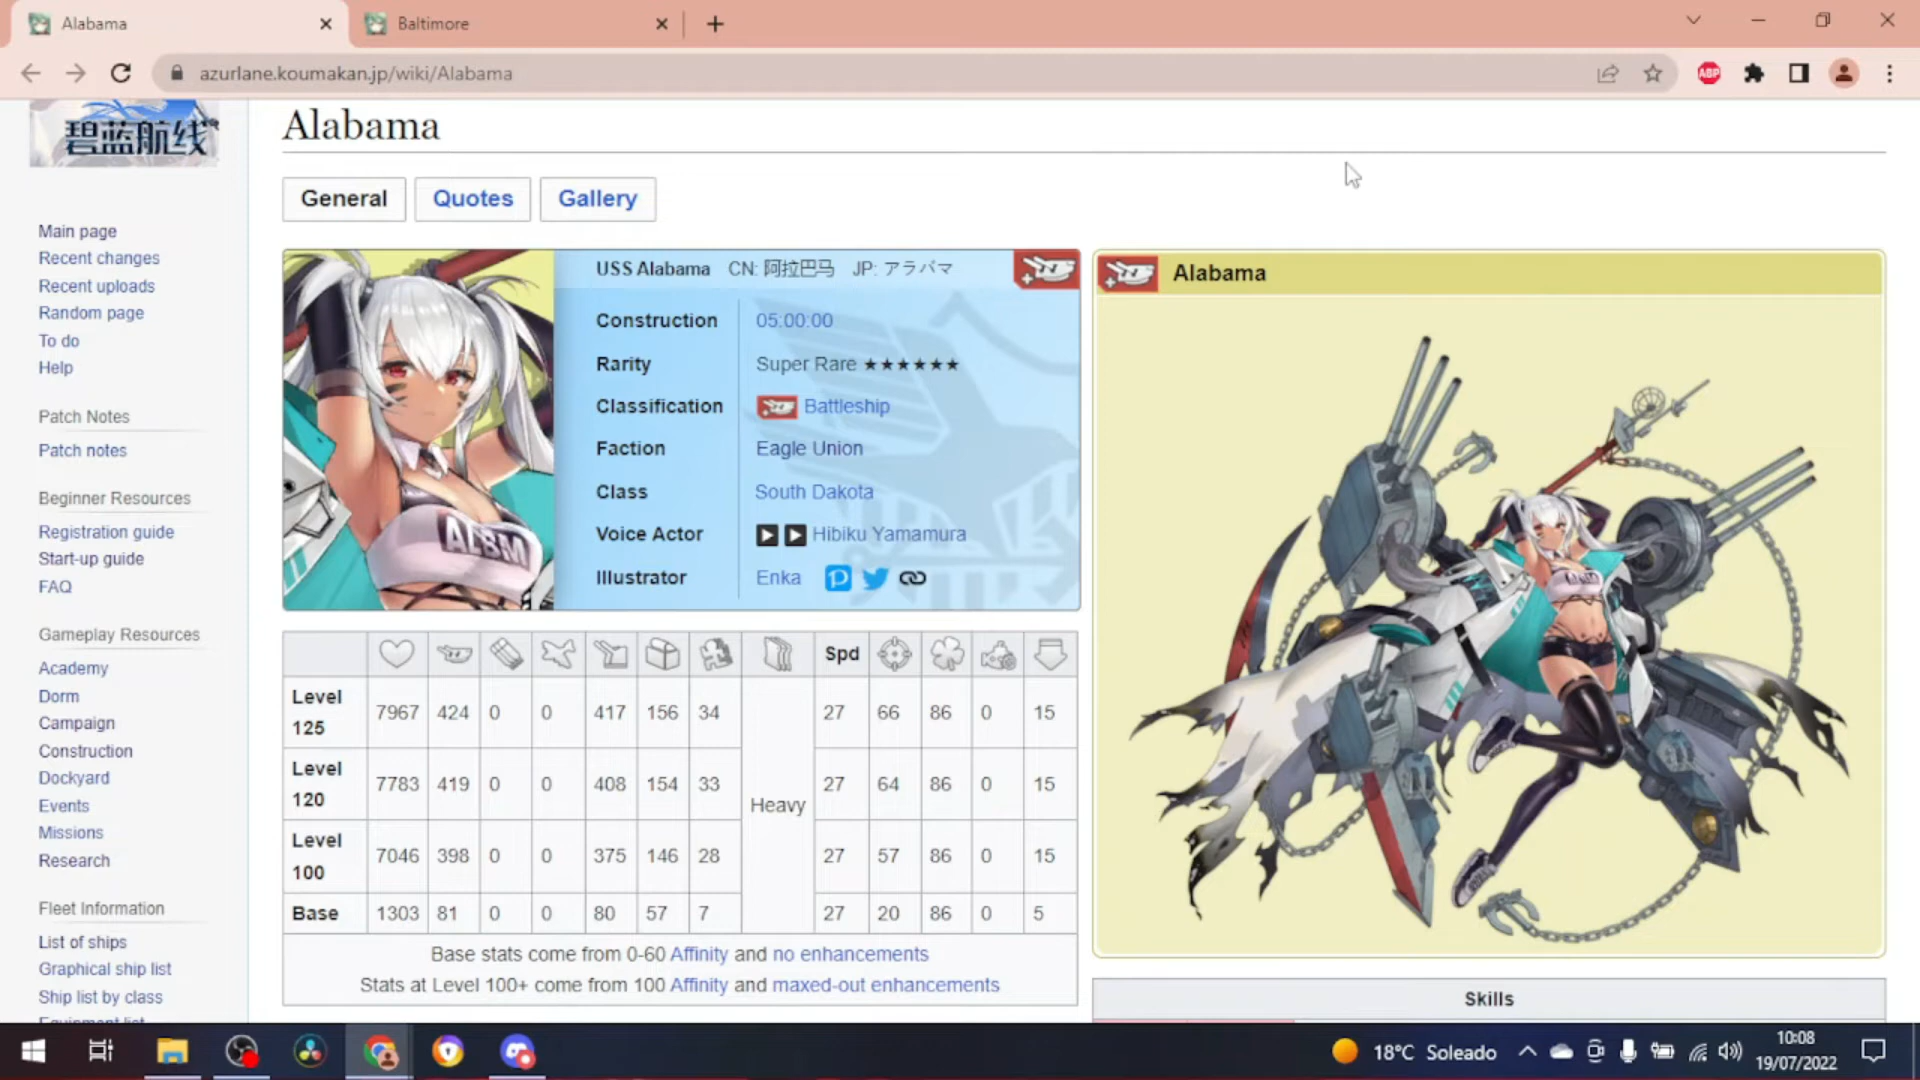 Alabama
Baltimore
azurlane.koumakan.jp/wiki/Alabama
ABP
碧蓝航线
Alabama
General
Quotes
Gallery
Main page
Recent changes
Recent uploads
Random page
To do
Help
Patch Notes
Patch notes
Beginner Resources
Registration guide
Start-up guide
FAQ
Gameplay Resources
Academy
Dorm
Campaign
Construction
Dockyard
Events
Missions
Research
Fleet Information
List of ships
Graphical ship list
Ship list by class
Equipment list
USS Alabama CN: 阿拉巴马 JP: アラバマ
Construction 05:00:00
Rarity Super Rare ★★★★★★
Classification Battleship
Faction Eagle Union
Class South Dakota
Voice Actor Hibiku Yamamura
Illustrator Enka
ALBM
Spd
Level 125 7967 424 0 0 417 156 34 27 66 86 0 15
Level 120 7783 419 0 0 408 154 33 Heavy 27 64 86 0 15
Level 100 7046 398 0 0 375 146 28 27 57 86 0 15
Base 1303 81 0 0 80 57 7 27 20 86 0 5
Base stats come from 0-60 Affinity and no enhancements
Stats at Level 100+ come from 100 Affinity and maxed-out enhancements
Alabama
Skills
18°C Soleado
10:08
19/07/2022